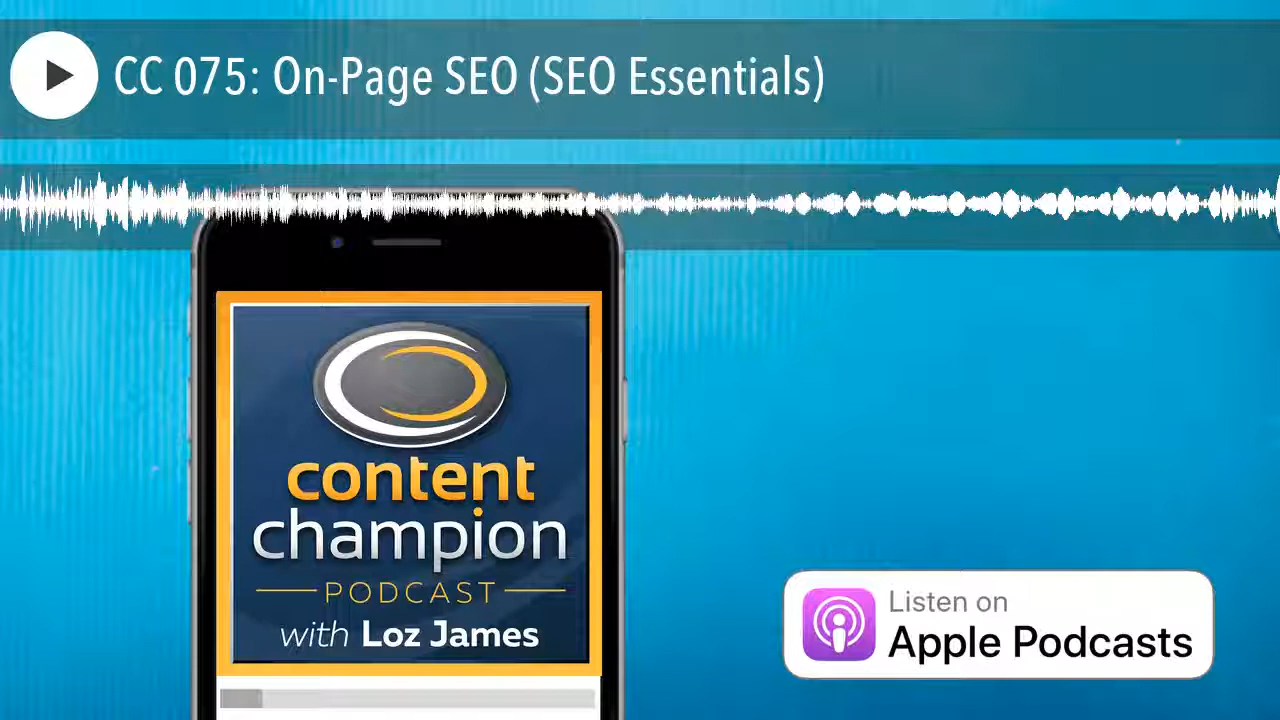 CC 075: On-Page SEO (SEO Essentials)
content
champion
PODCAST
with Loz James
Listen on
Apple Podcasts